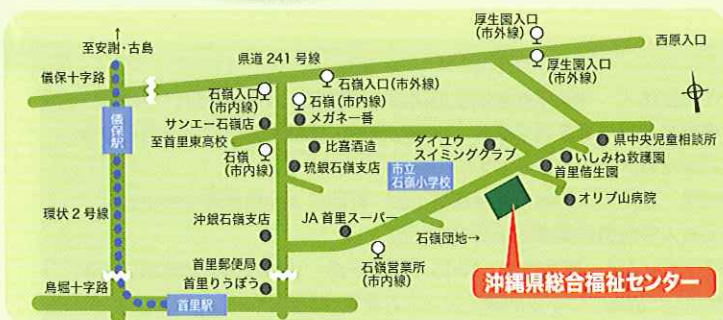 至安謝・古島
儀保十字路
儀保駅
環状２号線
鳥堀十字路
首里駅
県道 241 号線
石嶺入口
(市内線)
石嶺入口(市外線)
石嶺(市内線)
メガネ一番
サンエー石嶺店
至首里東高校
石嶺
(市内線)
比嘉酒造
琉銀石嶺支店
市立
石嶺小学校
沖銀石嶺支店
首里郵便局
首里りうぼう
JA 首里スーパー
石嶺営業所
(市内線)
石嶺団地→
ダイユウ
スイミングクラブ
厚生園入口
(市外線)
厚生園入口
(市外線)
西原入口
県中央児童相談所
いしみね救護園
首里偕生園
オリブ山病院
沖縄県総合福祉センター